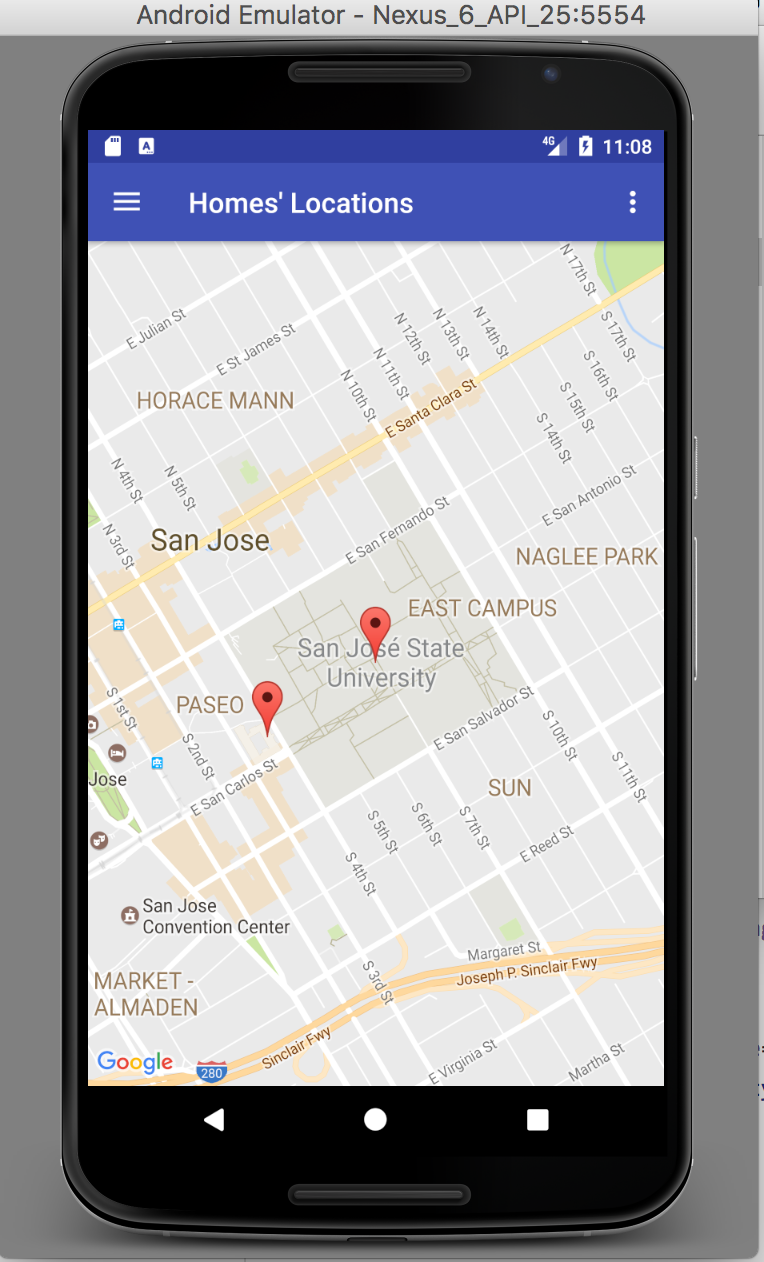 Android Emulator - Nexus_6_API_25:5554
A
4G
11:08
Homes' Locations
N 17th St
E Julian St
E St James St
N 12th St
N 13th St
N 14th St
S 17th St
N 11th St
N 10th St
S 16th St
HORACE MANN
E Santa Clara St
S 15th St
S 14th St
N 4th St
N 5th St
E San Antonio St
N 3rd St
San Jose
E San Fernando St
NAGLEE PARK
EAST CAMPUS
San José State
University
PASEO
S 1st St
E San Salvador St
S 2nd St
S 10th St
Jose
E San Carlos St
SUN
S 11th St
S 5th St
S 6th St
S 7th St
E Reed St
S 4th St
San Jose
Convention Center
Margaret St
Joseph P. Sinclair Fwy
MARKET -
ALMADEN
S 3rd St
Google
280
Sinclair Fwy
E Virginia St
Martha St